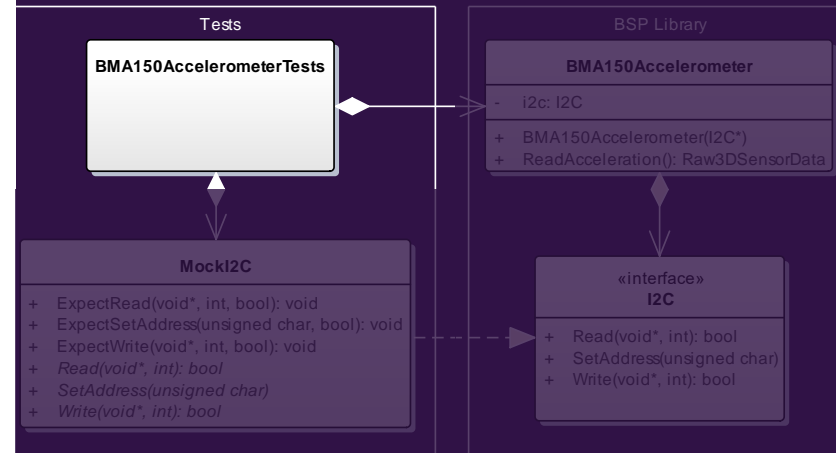 Tests
BMA150AccelerometerTests
MockI2C
+ ExpectRead(void*, int, bool): void
+ ExpectSetAddress(unsigned char, bool): void
+ ExpectWrite(void*, int, bool): void
+ Read(void*, int): bool
+ SetAddress(unsigned char)
+ Write(void*, int): bool
BSP Library
BMA150Accelerometer
- i2c: I2C
+ BMA150Accelerometer(I2C*)
+ ReadAcceleration(): Raw3DSensorData
«interface»
I2C
+ Read(void*, int): bool
+ SetAddress(unsigned char)
+ Write(void*, int): bool